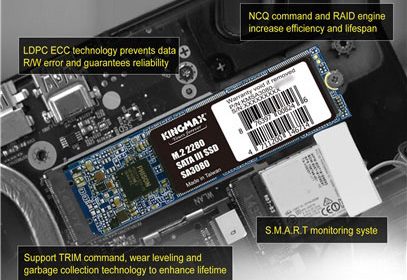 NCQ command and RAID engine
increase efficiency and lifespan
LDPC ECC technology prevents data
R/W error and guarantees reliability
Warranty void if removed
KINGMAX
M.2 2280
SATA III SSD
SA3080
Made in Taiwan
WLAN
S.M.A.R.T monitoring syste
Support TRIM command, wear leveling and
garbage collection technology to enhance lifetime